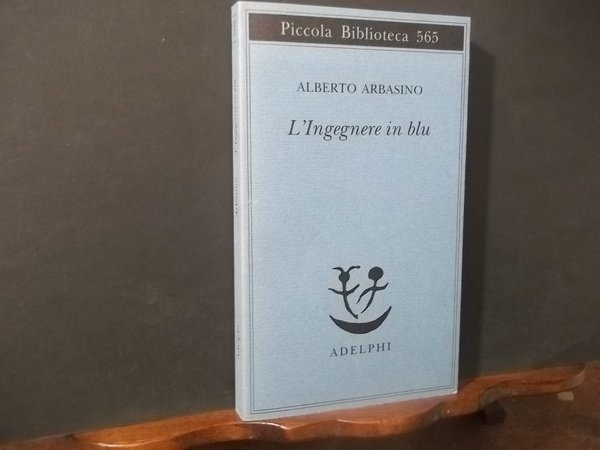 Piccola Biblioteca 565
ALBERTO ARBASINO
L'Ingegnere in blu
ADELPHI